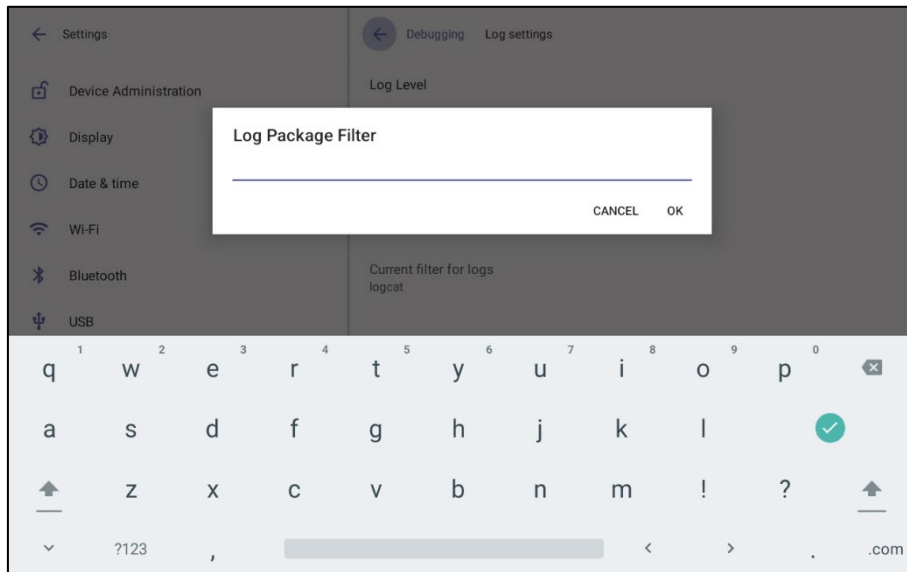 Settings
Debugging Log settings
Device Administration
Log Level
Display
Log Package Filter
Date & time
CANCEL OK
Wi-Fi
Bluetooth
Current filter for logs
logcat
USB
q 1 w 2 e 3 r 4 t 5 y 6 u 7 i 8 o 9 p 0
a s d f g h j k l
z x c v b n m ! ?
?123 , < > . .com